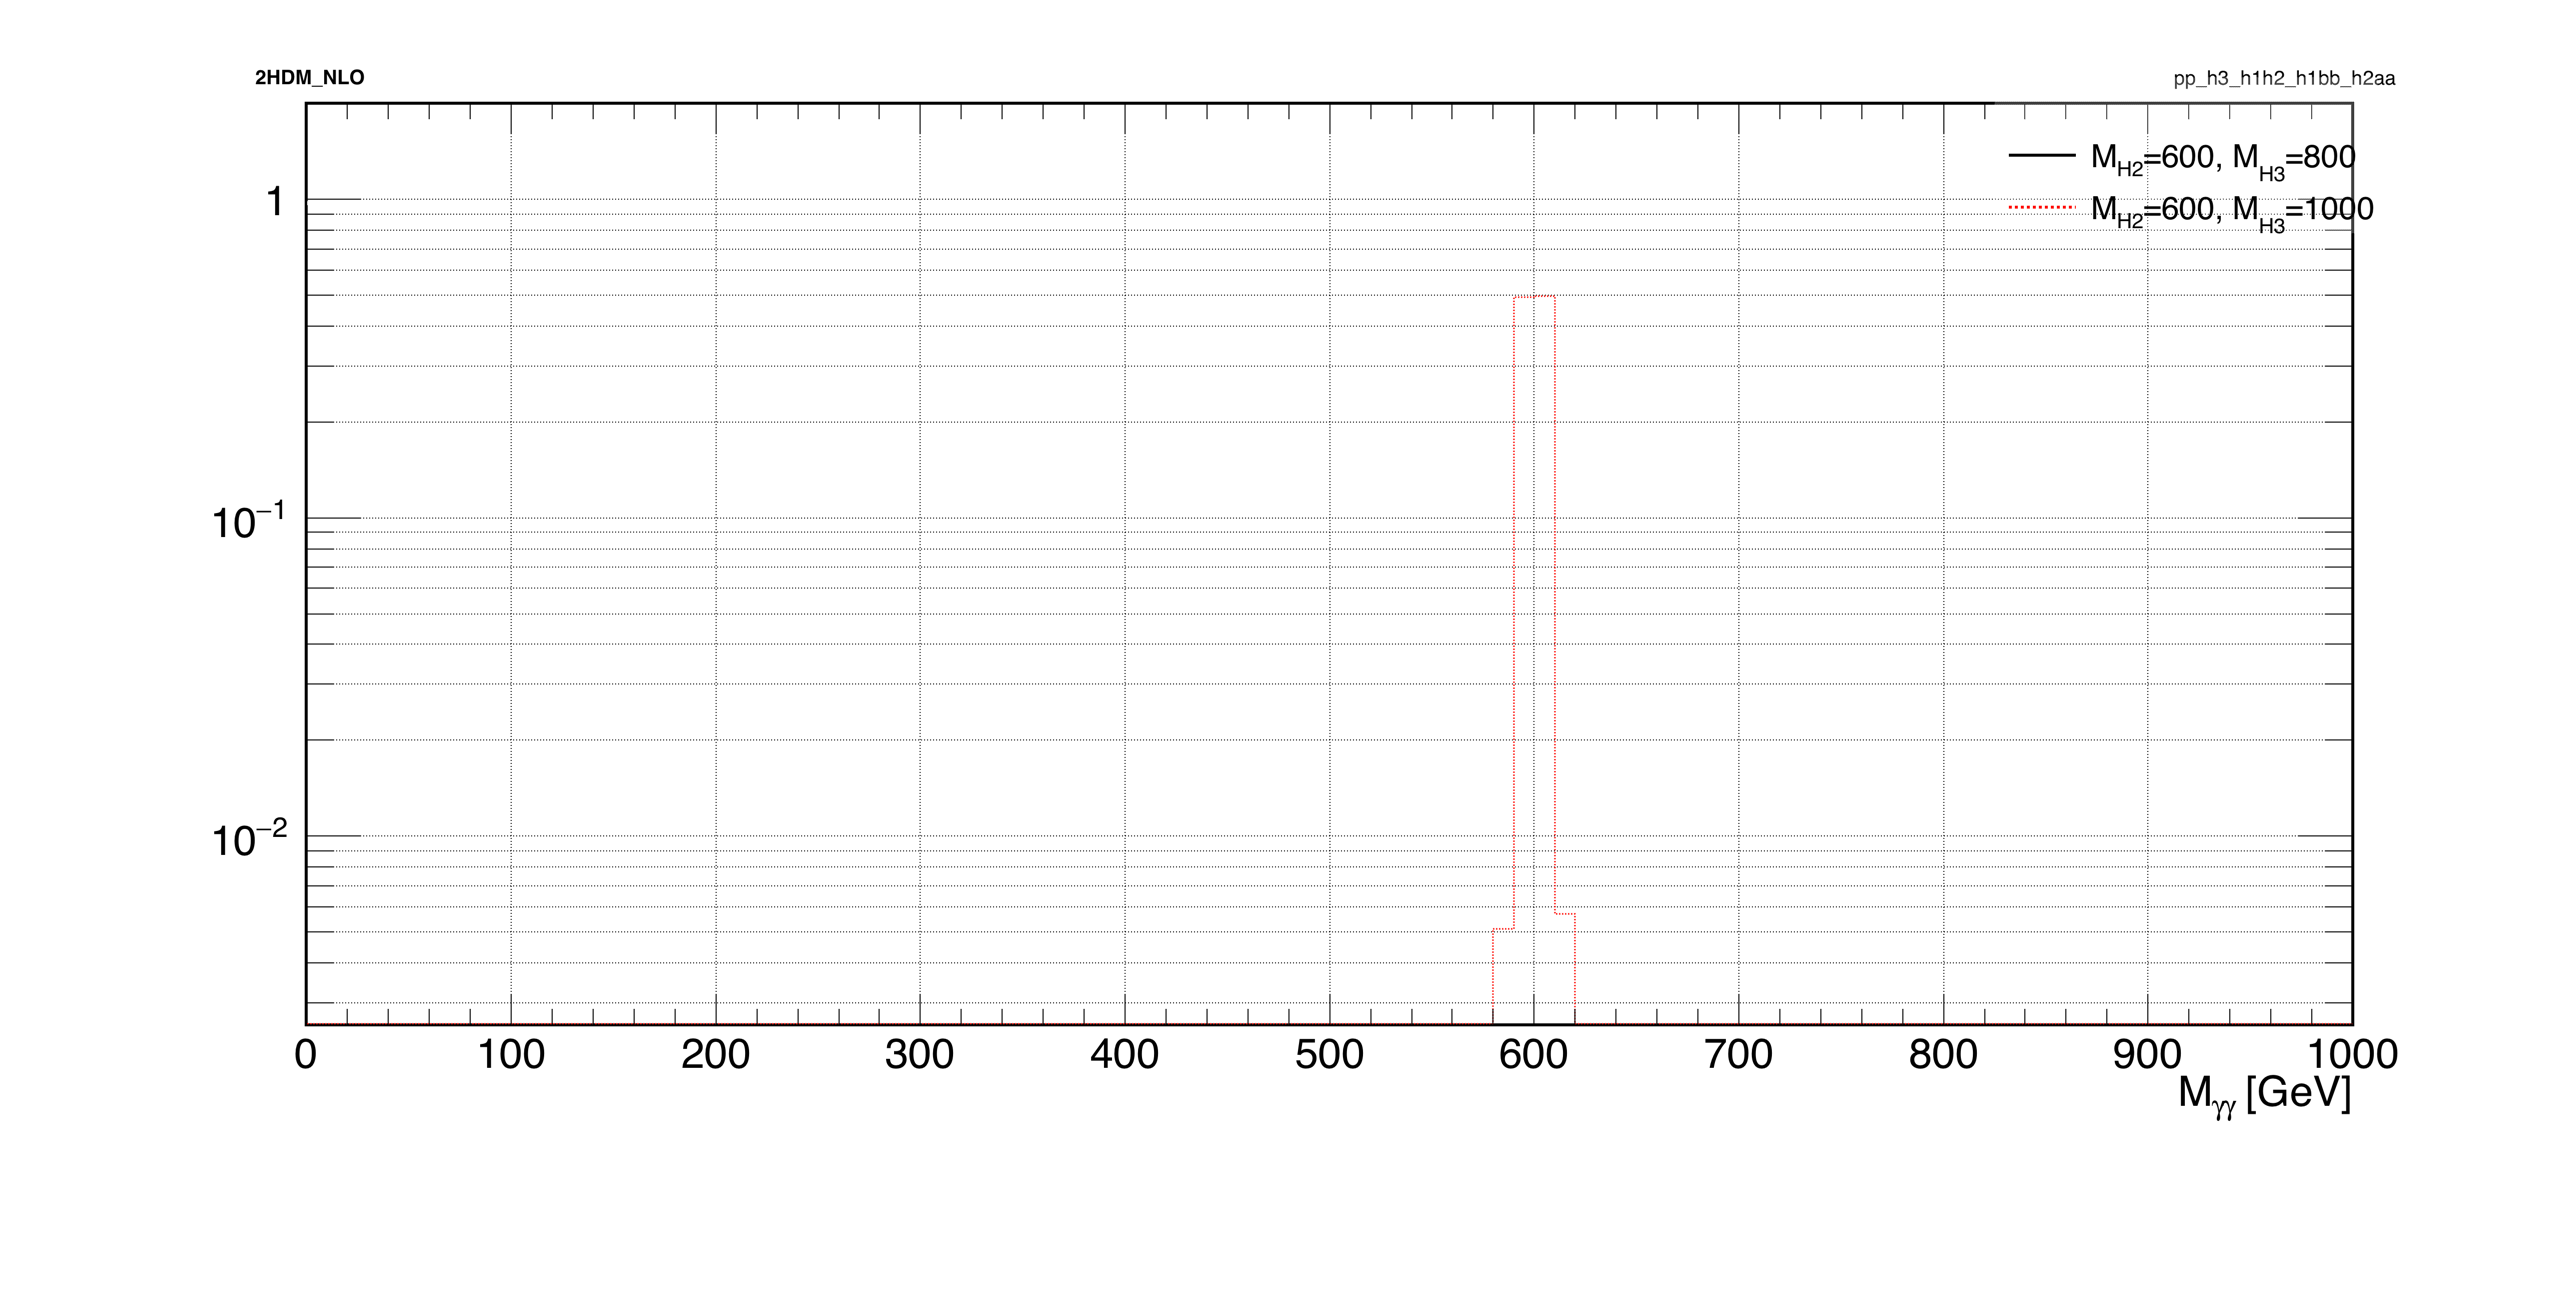 2HDM_NLO pp_h3_h1h2_h1bb_h2aa
M_H2=600, M_H3=800
M_H2=600, M_H3=1000
1
10−1
10−2
0 100 200 300 400 500 600 700 800 900 1000
Mγγ [GeV]